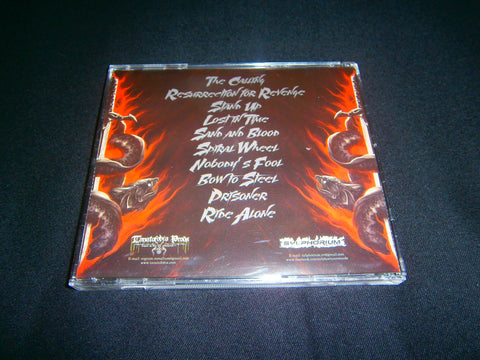 The Calling
Resurrection for Revenge
Stand Up
Lost in Time
Sand and Blood
Spiral Wheel
Nobody's Fool
Bow to Steel
Prisoner
Ride Alone
SYLPHORIUM